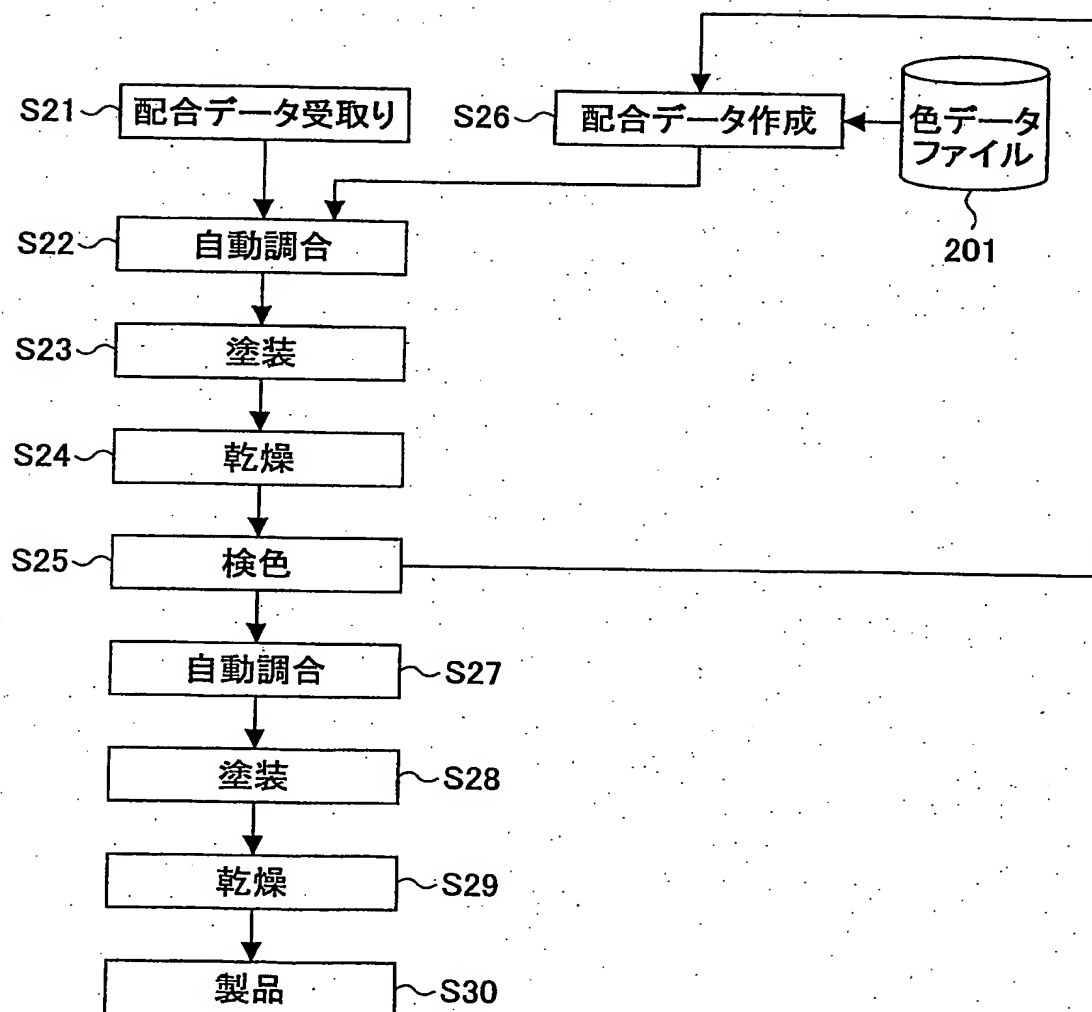 S21 配合データ受取り
S26 配合データ作成
色データ
ファイル
201
S22 自動調合
S23 塗装
S24 乾燥
S25 検色
自動調合 S27
塗装 S28
乾燥 S29
製品 S30